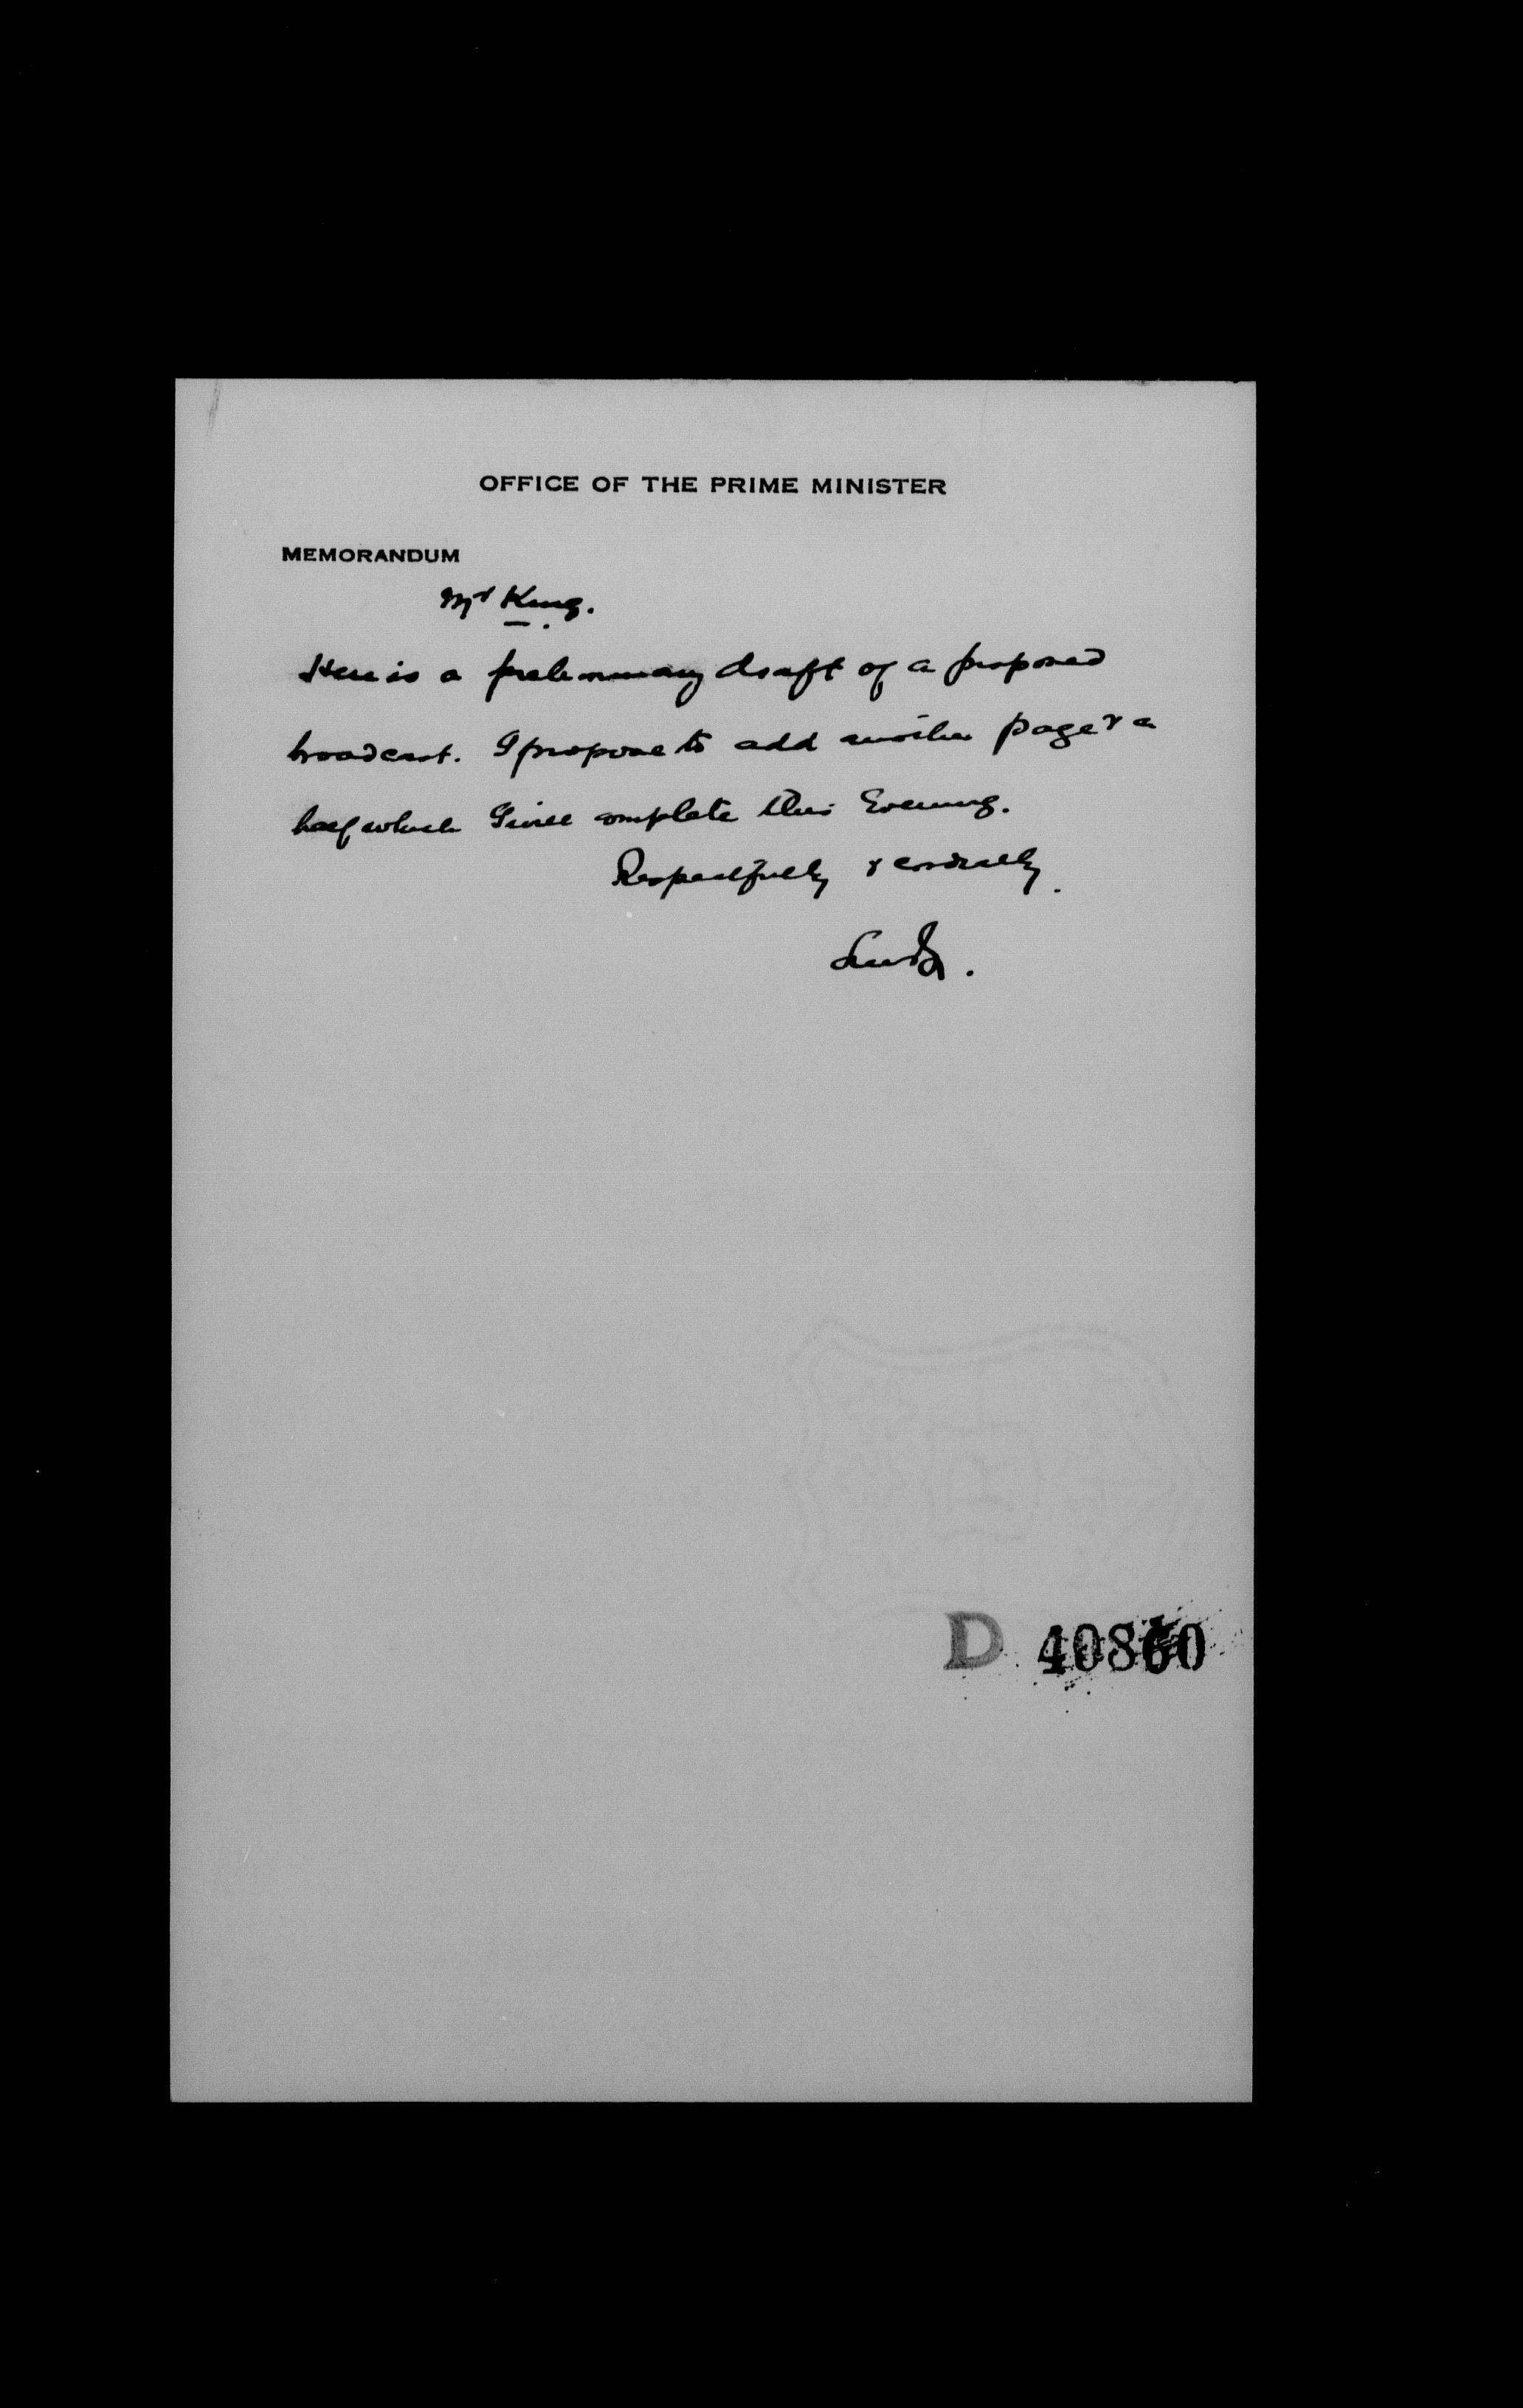 OFFICE OF THE PRIME MINISTER
MEMORANDUM
Mr King.
Here is a preliminary draft of a proposed
broadcast. I propose to add another page & a
half which I will complete this Evening.
Respectfully & cordially.
D 40860